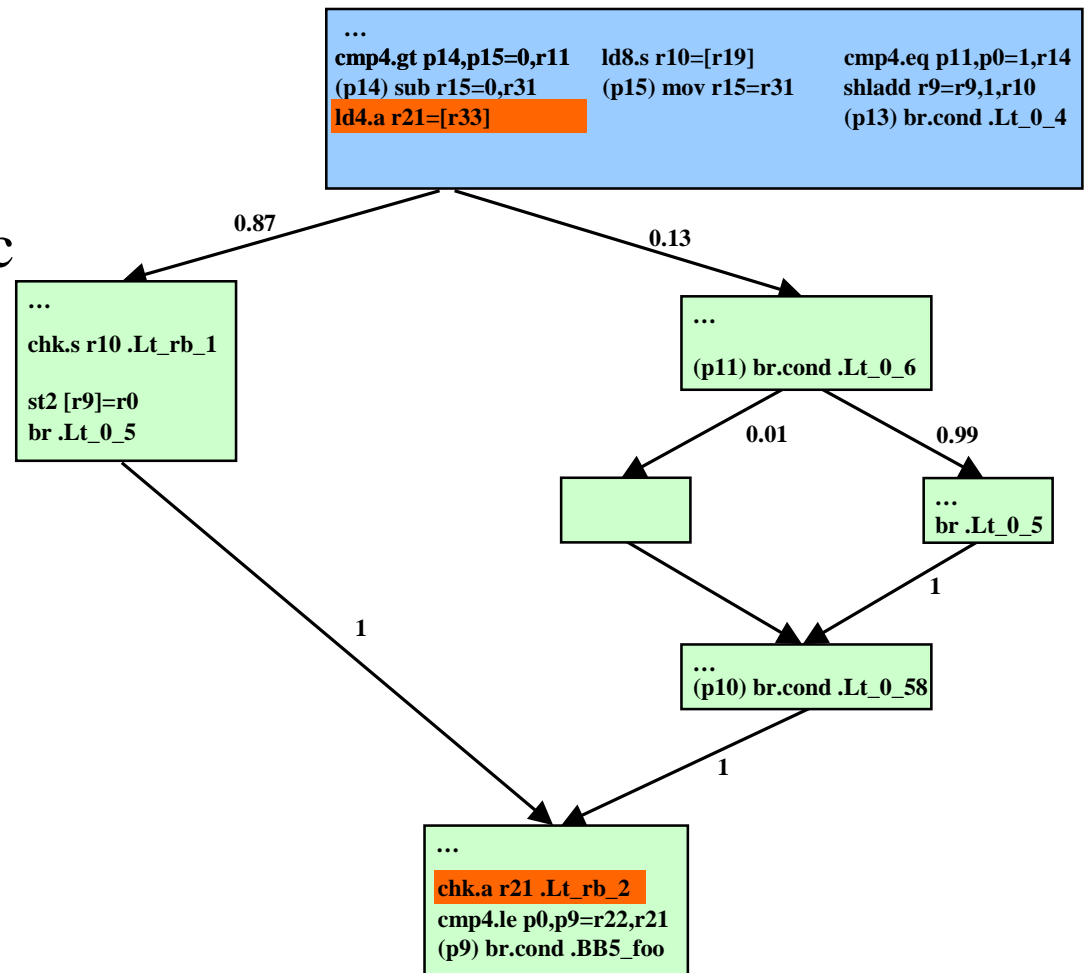 …
cmp4.gt p14,p15=0,r11 ld8.s r10=[r19] cmp4.eq p11,p0=1,r14
(p14) sub r15=0,r31 (p15) mov r15=r31 shladd r9=r9,1,r10
ld4.a r21=[r33] (p13) br.cond .Lt_0_4
0.87
0.13
c
…
chk.s r10 .Lt_rb_1
st2 [r9]=r0
br .Lt_0_5
…
(p11) br.cond .Lt_0_6
0.01
0.99
…
br .Lt_0_5
1
1
…
(p10) br.cond .Lt_0_58
1
…
chk.a r21 .Lt_rb_2
cmp4.le p0,p9=r22,r21
(p9) br.cond .BB5_foo